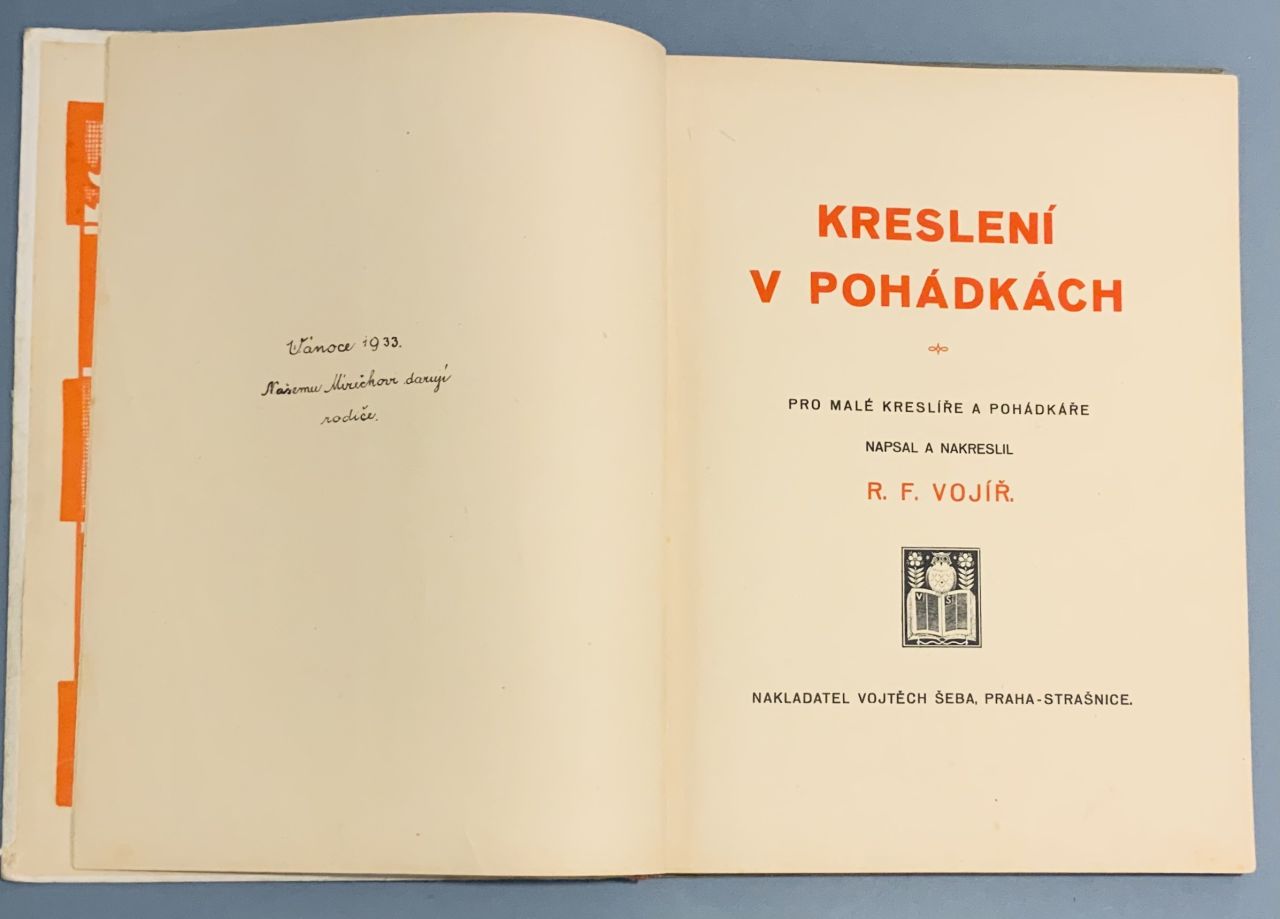 Vánoce 1933.
Našemu Miríčkovi darují
rodiče.
KRESLENÍ
V POHÁDKÁCH
PRO MALÉ KRESLÍŘE A POHÁDKÁŘE
NAPSAL A NAKRESLIL
R. F. VOJÍŘ.
V Š
NAKLADATEL VOJTĚCH ŠEBA, PRAHA-STRAŠNICE.